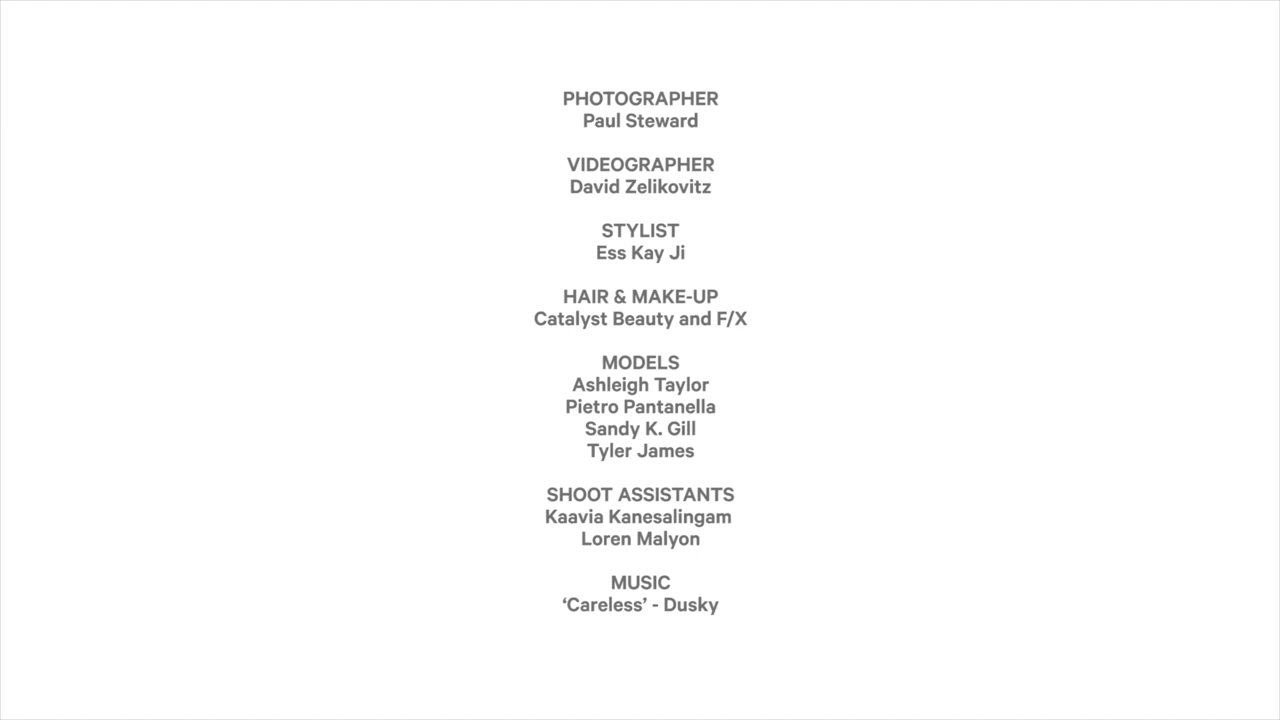 PHOTOGRAPHER
Paul Steward
VIDEOGRAPHER
David Zelikovitz
STYLIST
Ess Kay Ji
HAIR & MAKE-UP
Catalyst Beauty and F/X
MODELS
Ashleigh Taylor
Pietro Pantanella
Sandy K. Gill
Tyler James
SHOOT ASSISTANTS
Kaavia Kanesalingam
Loren Malyon
MUSIC
‘Careless’ - Dusky